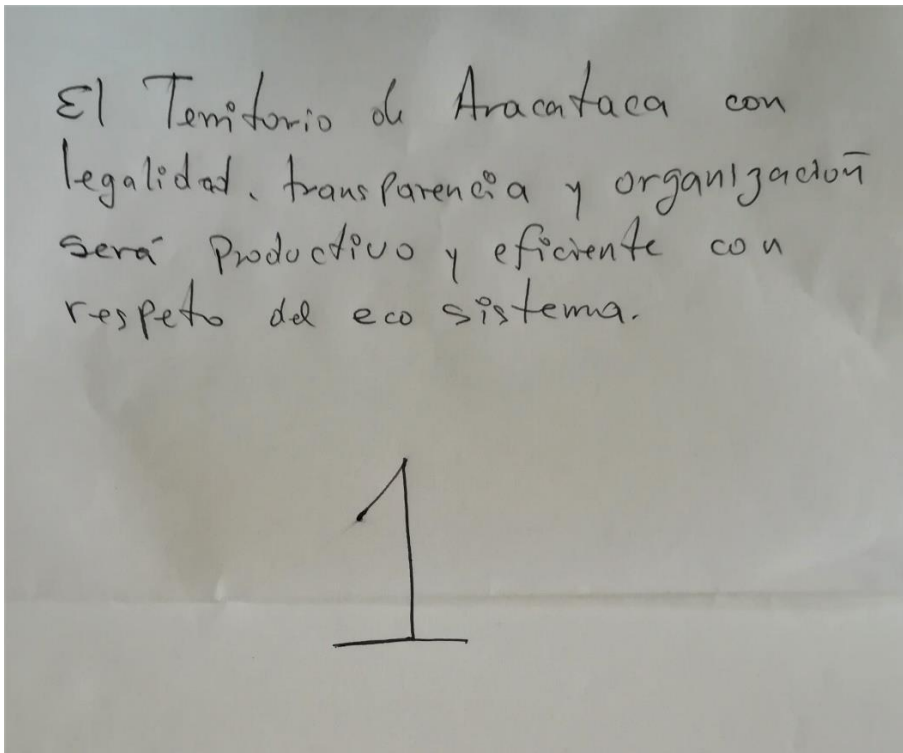 El Territorio de Aracataca con
legalidad, transparencia y organización
será Productivo y eficiente con
respeto del eco sistema.
1